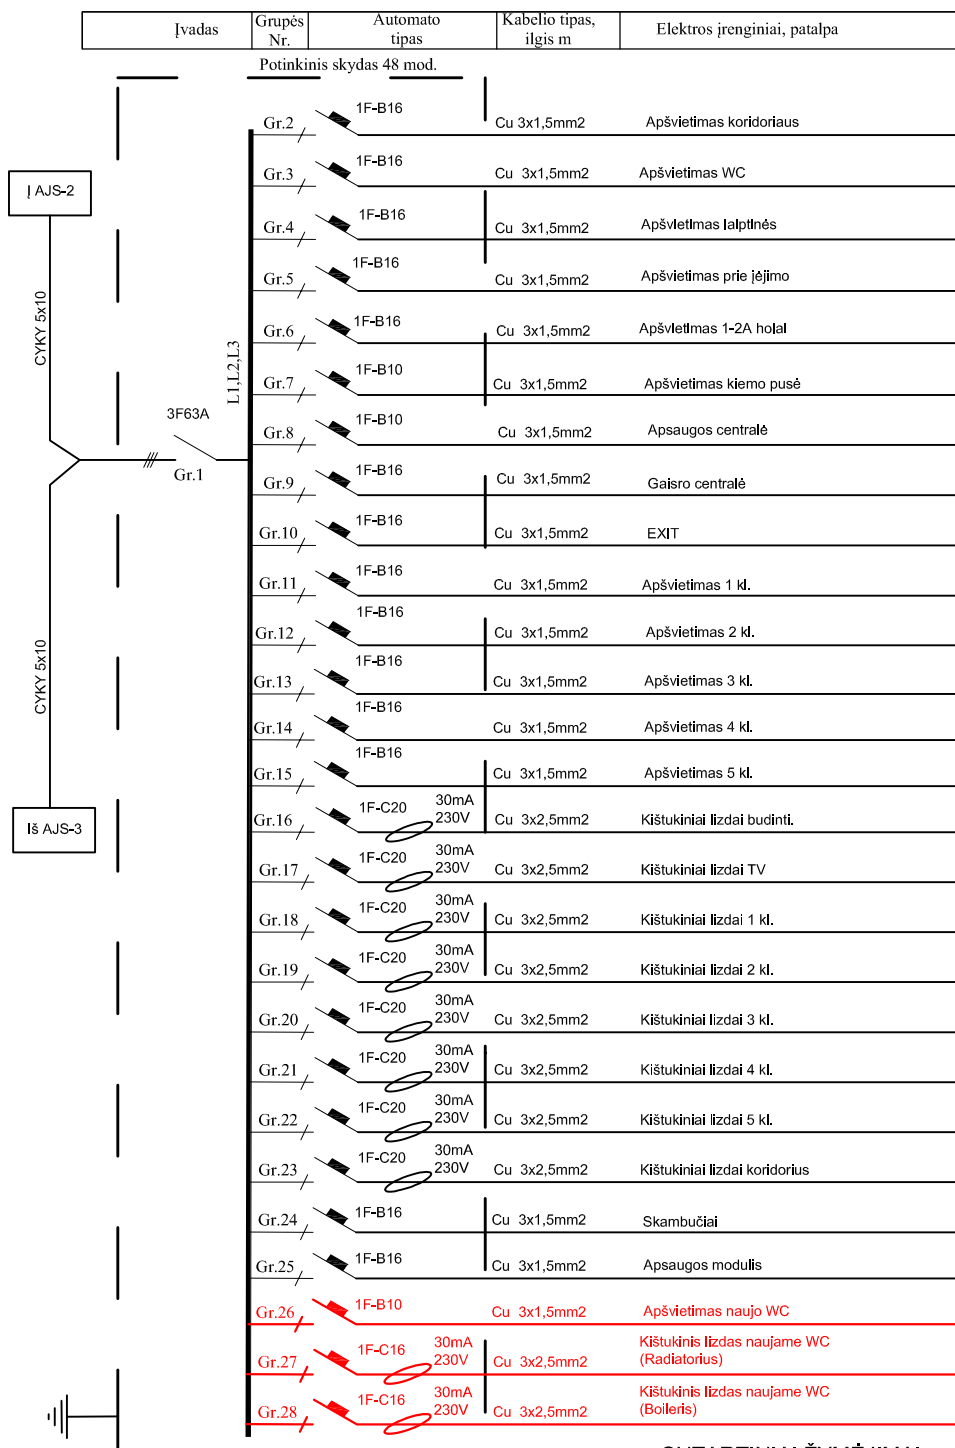 Įvadas
Grupės Nr.
Automato tipas
Kabelio tipas, ilgis m
Elektros įrenginiai, patalpa
Potinkinis skydas 48 mod.
Gr.2 1F-B16 Cu 3x1,5mm2 Apšvietimas koridoriaus
Gr.3 1F-B16 Cu 3x1,5mm2 Apšvietimas WC
Į AJS-2
Gr.4 1F-B16 Cu 3x1,5mm2 Apšvietimas laiptinės
Gr.5 1F-B16 Cu 3x1,5mm2 Apšvietimas prie įėjimo
CYKY 5x10
Gr.6 1F-B16 Cu 3x1,5mm2 Apšvietimas 1-2A holai
L1,L2,L3
Gr.7 1F-B10 Cu 3x1,5mm2 Apšvietimas kiemo pusė
3F63A
Gr.1
Gr.8 1F-B10 Cu 3x1,5mm2 Apsaugos centralė
Gr.9 1F-B16 Cu 3x1,5mm2 Gaisro centralė
Gr.10 1F-B16 Cu 3x1,5mm2 EXIT
Gr.11 1F-B16 Cu 3x1,5mm2 Apšvietimas 1 kl.
Gr.12 1F-B16 Cu 3x1,5mm2 Apšvietimas 2 kl.
CYKY 5x10
Gr.13 1F-B16 Cu 3x1,5mm2 Apšvietimas 3 kl.
Gr.14 1F-B16 Cu 3x1,5mm2 Apšvietimas 4 kl.
Gr.15 1F-B16 Cu 3x1,5mm2 Apšvietimas 5 kl.
Iš AJS-3
Gr.16 1F-C20 30mA 230V Cu 3x2,5mm2 Kištukiniai lizdai budinti.
Gr.17 1F-C20 30mA 230V Cu 3x2,5mm2 Kištukiniai lizdai TV
Gr.18 1F-C20 30mA 230V Cu 3x2,5mm2 Kištukiniai lizdai 1 kl.
Gr.19 1F-C20 30mA 230V Cu 3x2,5mm2 Kištukiniai lizdai 2 kl.
Gr.20 1F-C20 30mA 230V Cu 3x2,5mm2 Kištukiniai lizdai 3 kl.
Gr.21 1F-C20 30mA 230V Cu 3x2,5mm2 Kištukiniai lizdai 4 kl.
Gr.22 1F-C20 30mA 230V Cu 3x2,5mm2 Kištukiniai lizdai 5 kl.
Gr.23 1F-C20 30mA 230V Cu 3x2,5mm2 Kištukiniai lizdai koridorius
Gr.24 1F-B16 Cu 3x1,5mm2 Skambučiai
Gr.25 1F-B16 Cu 3x1,5mm2 Apsaugos modulis
Gr.26 1F-B10 Cu 3x1,5mm2 Apšvietimas naujo WC
Gr.27 1F-C16 30mA 230V Cu 3x2,5mm2 Kištukinis lizdas naujame WC (Radiatorius)
Gr.28 1F-C16 30mA 230V Cu 3x2,5mm2 Kištukinis lizdas naujame WC (Boileris)